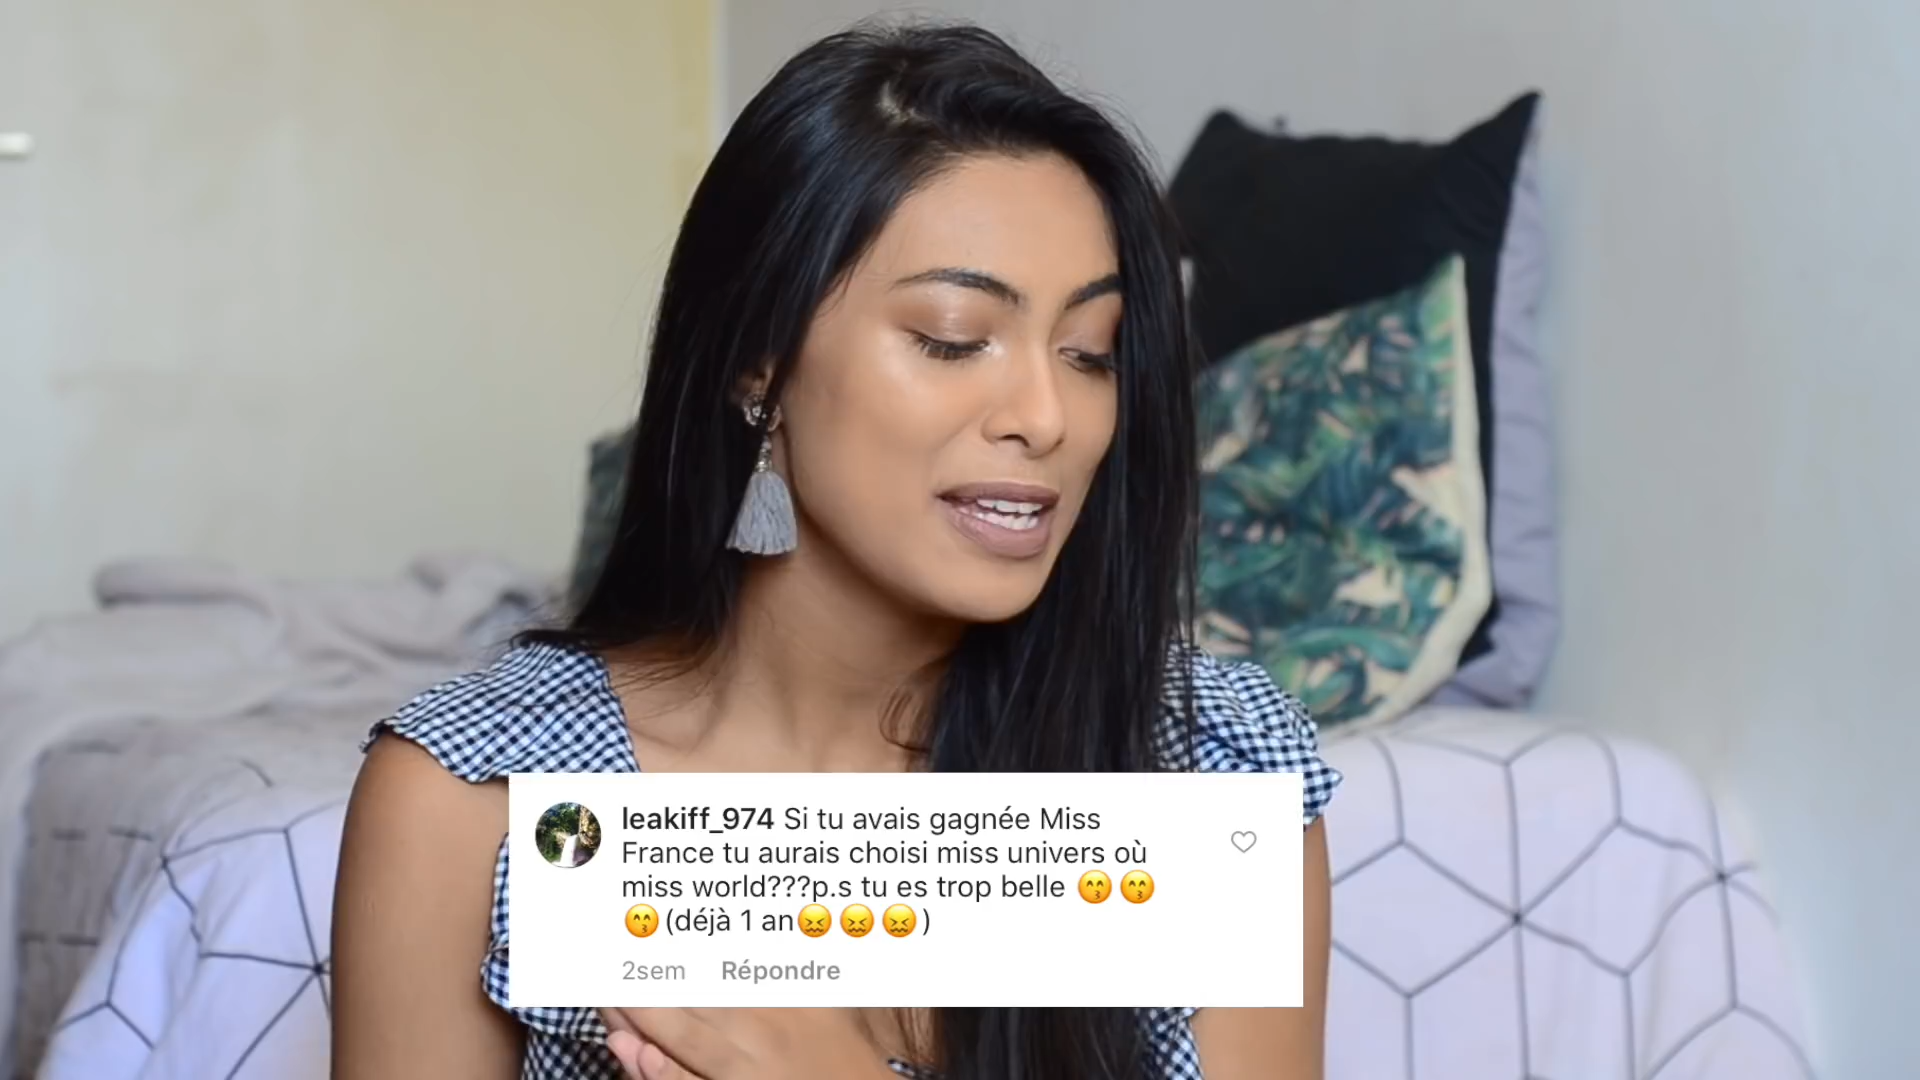 leakiff_974 Si tu avais gagnée Miss
France tu aurais choisi miss univers où
miss world???p.s tu es trop belle 😙😙
😙(déjà 1 an😖😖😖)
2sem Répondre